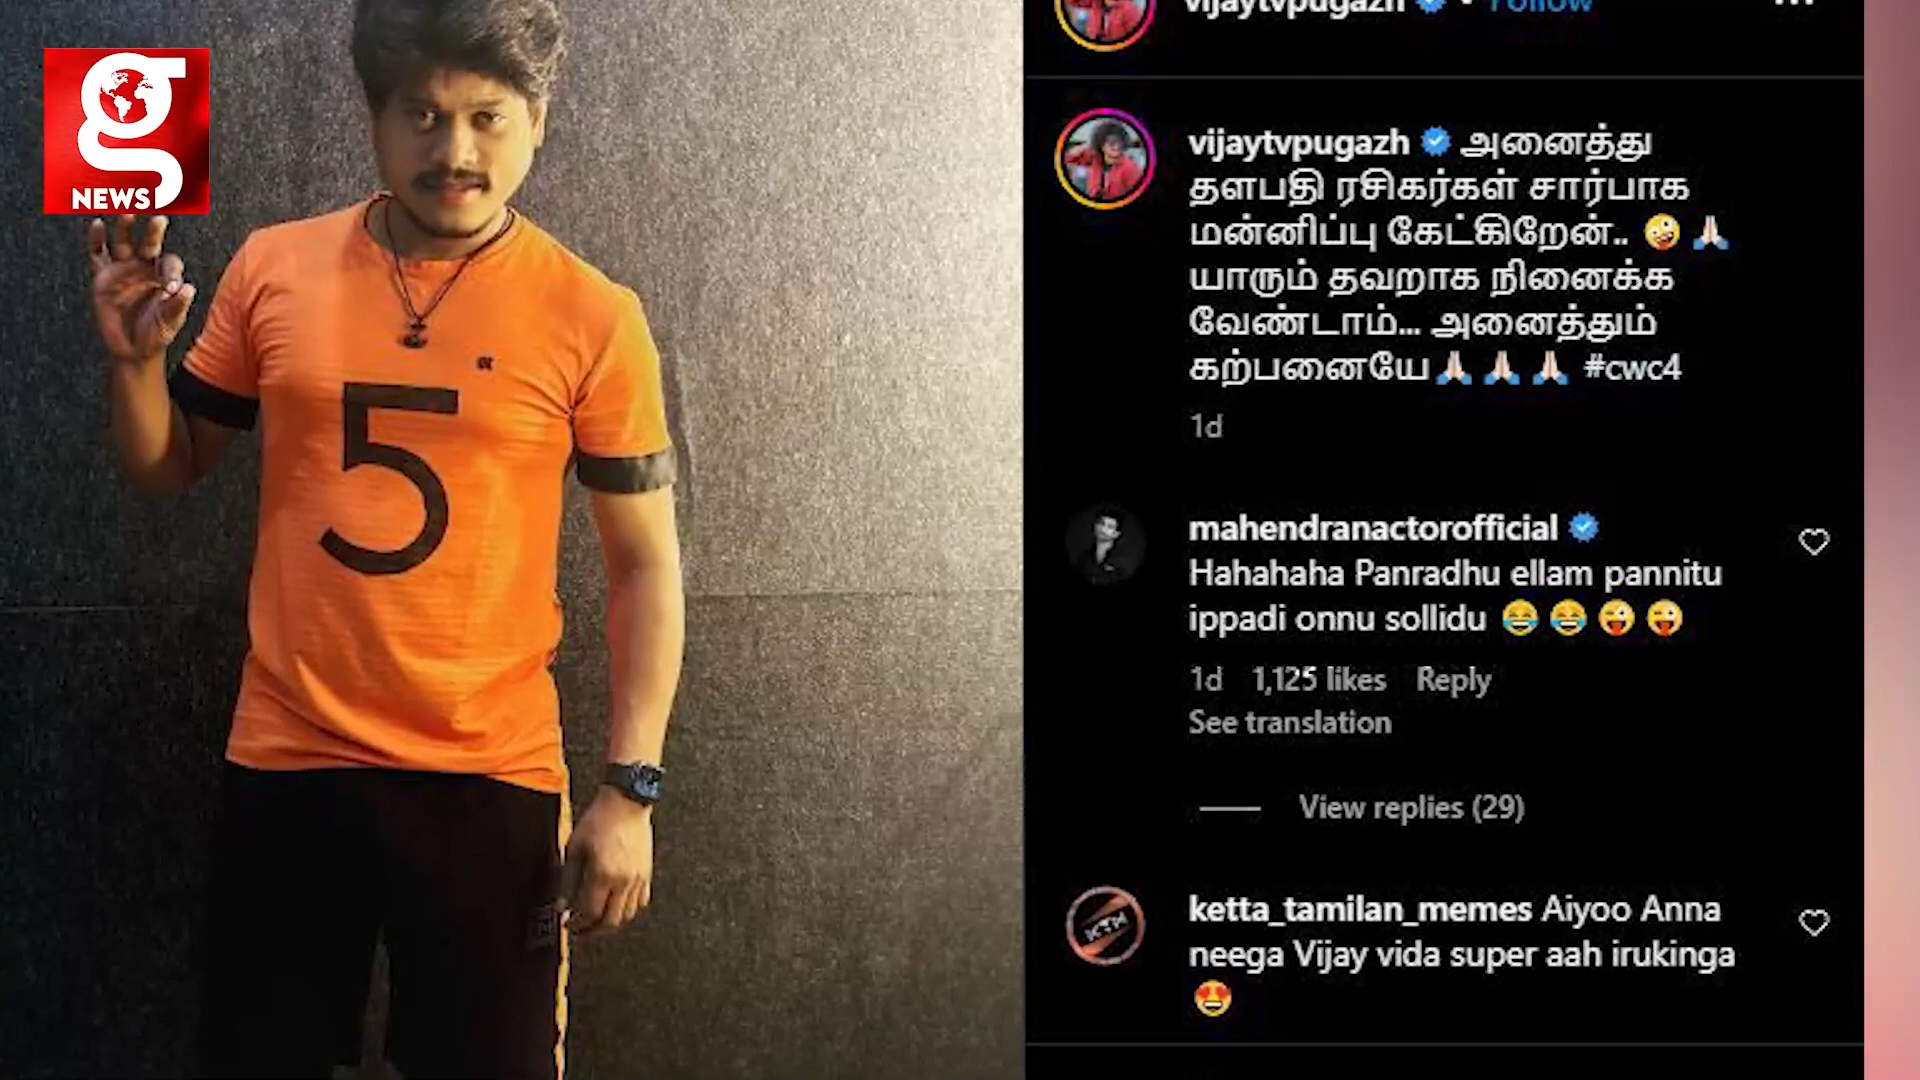 g
NEWS
5
vijaytvpugazh • Follow
vijaytvpugazh அனைத்து
தளபதி ரசிகர்கள் சார்பாக
மன்னிப்பு கேட்கிறேன்.. 🤪 🙏🏻
யாரும் தவறாக நினைக்க
வேண்டாம்... அனைத்தும்
கற்பனையே🙏🏻 🙏🏻 🙏🏻 #cwc4
1d
mahendranactorofficial
Hahahaha Panradhu ellam pannitu
ippadi onnu sollidu 😂 😂 😜 😜
1d 1,125 likes Reply
See translation
View replies (29)
ketta_tamilan_memes Aiyoo Anna
neega Vijay vida super aah irukinga
😍